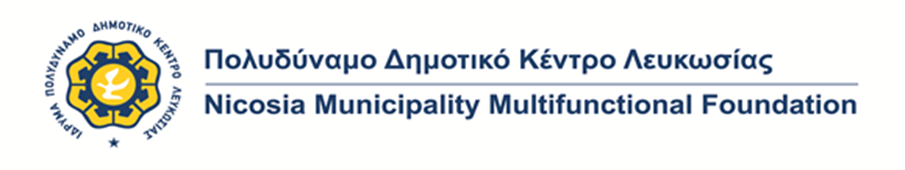 ΙΔΡΥΜΑ ΠΟΛΥΔΥΝΑΜΟ ΔΗΜΟΤΙΚΟ ΚΕΝΤΡΟ ΛΕΥΚΩΣΙΑΣ
Πολυδύναμο Δημοτικό Κέντρο Λευκωσίας
Nicosia Municipality Multifunctional Foundation